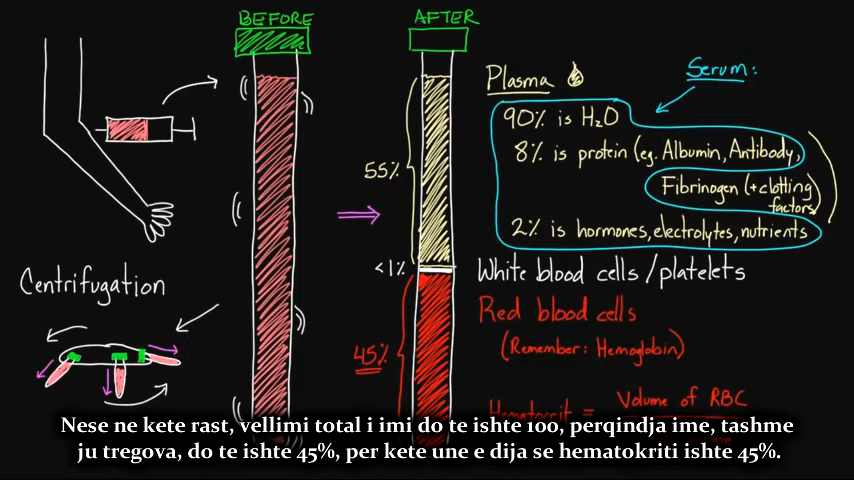 BEFORE
AFTER
Plasma
Serum:
90% is H₂O
8% is protein (eg. Albumin, Antibody,
Fibrinogen (+clotting
factors)
2% is hormones, electrolytes, nutrients
55%
<1%
White blood cells/platelets
Red blood cells
(Remember: Hemoglobin)
45%
Centrifugation
Hematocrit = Volume of RBC
Nese ne kete rast, vellimi total i imi do te ishte 100, perqindja ime, tashme
ju tregova, do te ishte 45%, per kete une e dija se hematokriti ishte 45%.